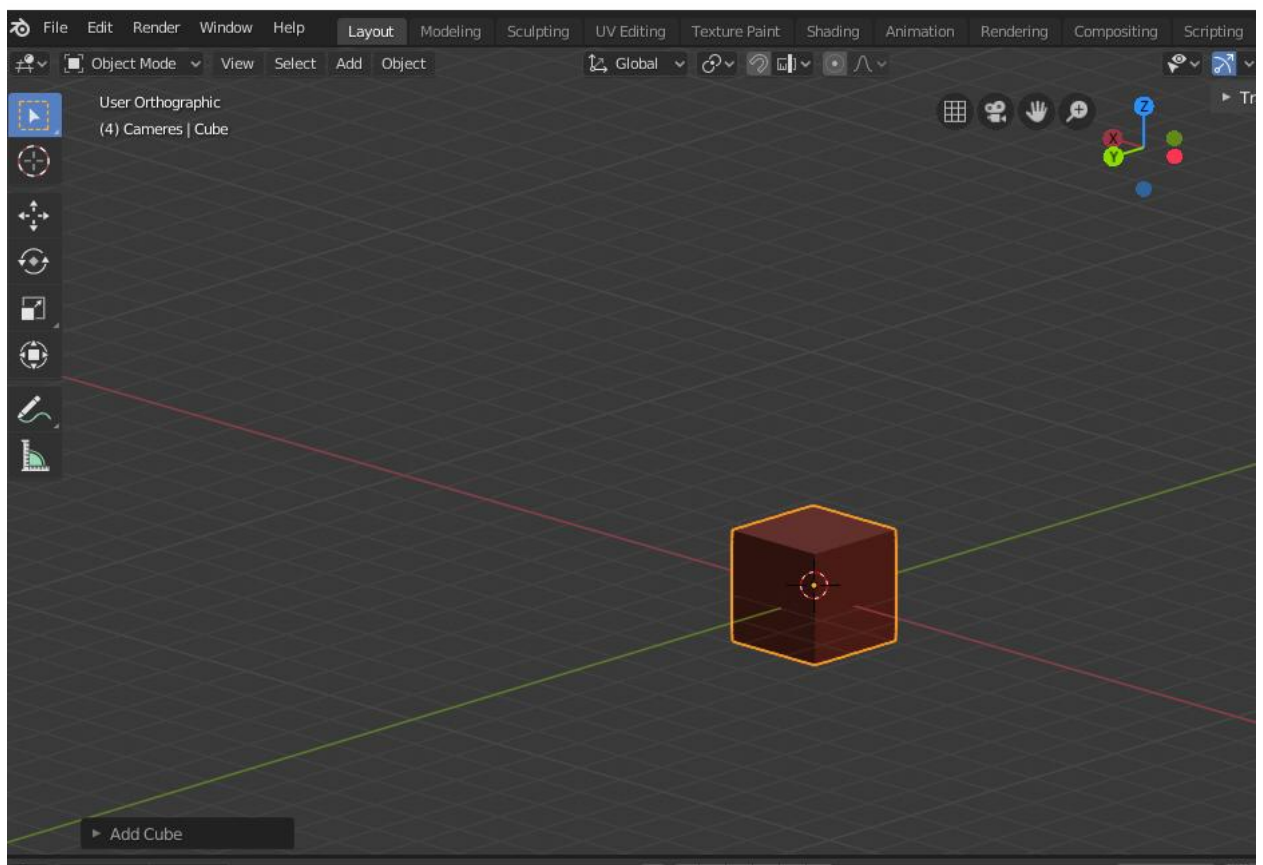 File Edit Render Window Help Layout Modeling Sculpting UV Editing Texture Paint Shading Animation Rendering Compositing Scripting
Object Mode View Select Add Object Global
User Orthographic
(4) Cameres | Cube
Tr
Z
X
Y
Add Cube